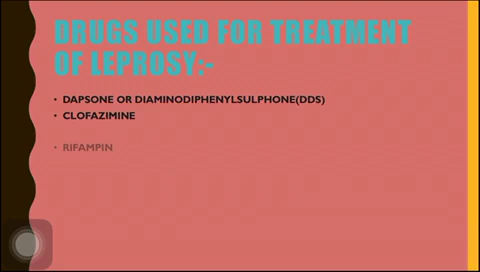 DRUGS USED FOR TREATMENT
OF LEPROSY:-
• DAPSONE OR DIAMINODIPHENYLSULPHONE(DDS)
• CLOFAZIMINE
• RIFAMPIN